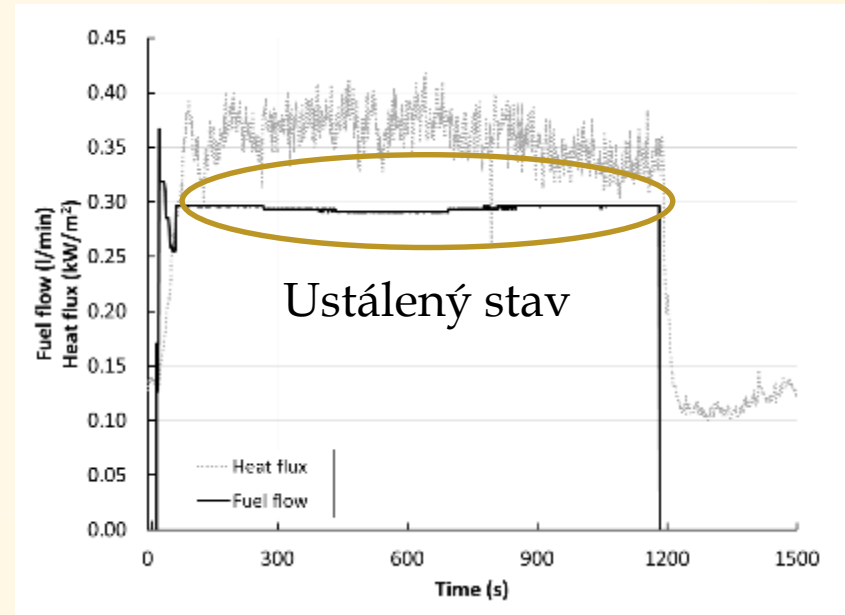 0.45
0.40
0.35
0.30
0.25
0.20
0.15
0.10
0.05
0.00
Fuel flow (l/min)
Heat flux (kW/m²)
Ustálený stav
Heat flux
Fuel flow
0 300 600 900 1200 1500
Time (s)